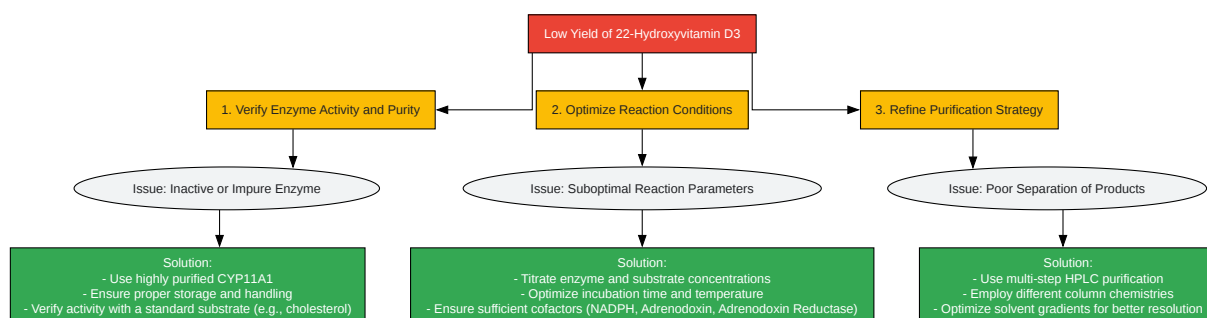 Low Yield of 22-Hydroxyvitamin D3
1. Verify Enzyme Activity and Purity
2. Optimize Reaction Conditions
3. Refine Purification Strategy
Issue: Inactive or Impure Enzyme
Issue: Suboptimal Reaction Parameters
Issue: Poor Separation of Products
Solution:
- Use highly purified CYP11A1
- Ensure proper storage and handling
- Verify activity with a standard substrate (e.g., cholesterol)
Solution:
- Titrate enzyme and substrate concentrations
- Optimize incubation time and temperature
- Ensure sufficient cofactors (NADPH, Adrenodoxin, Adrenodoxin Reductase)
Solution:
- Use multi-step HPLC purification
- Employ different column chemistries
- Optimize solvent gradients for better resolution